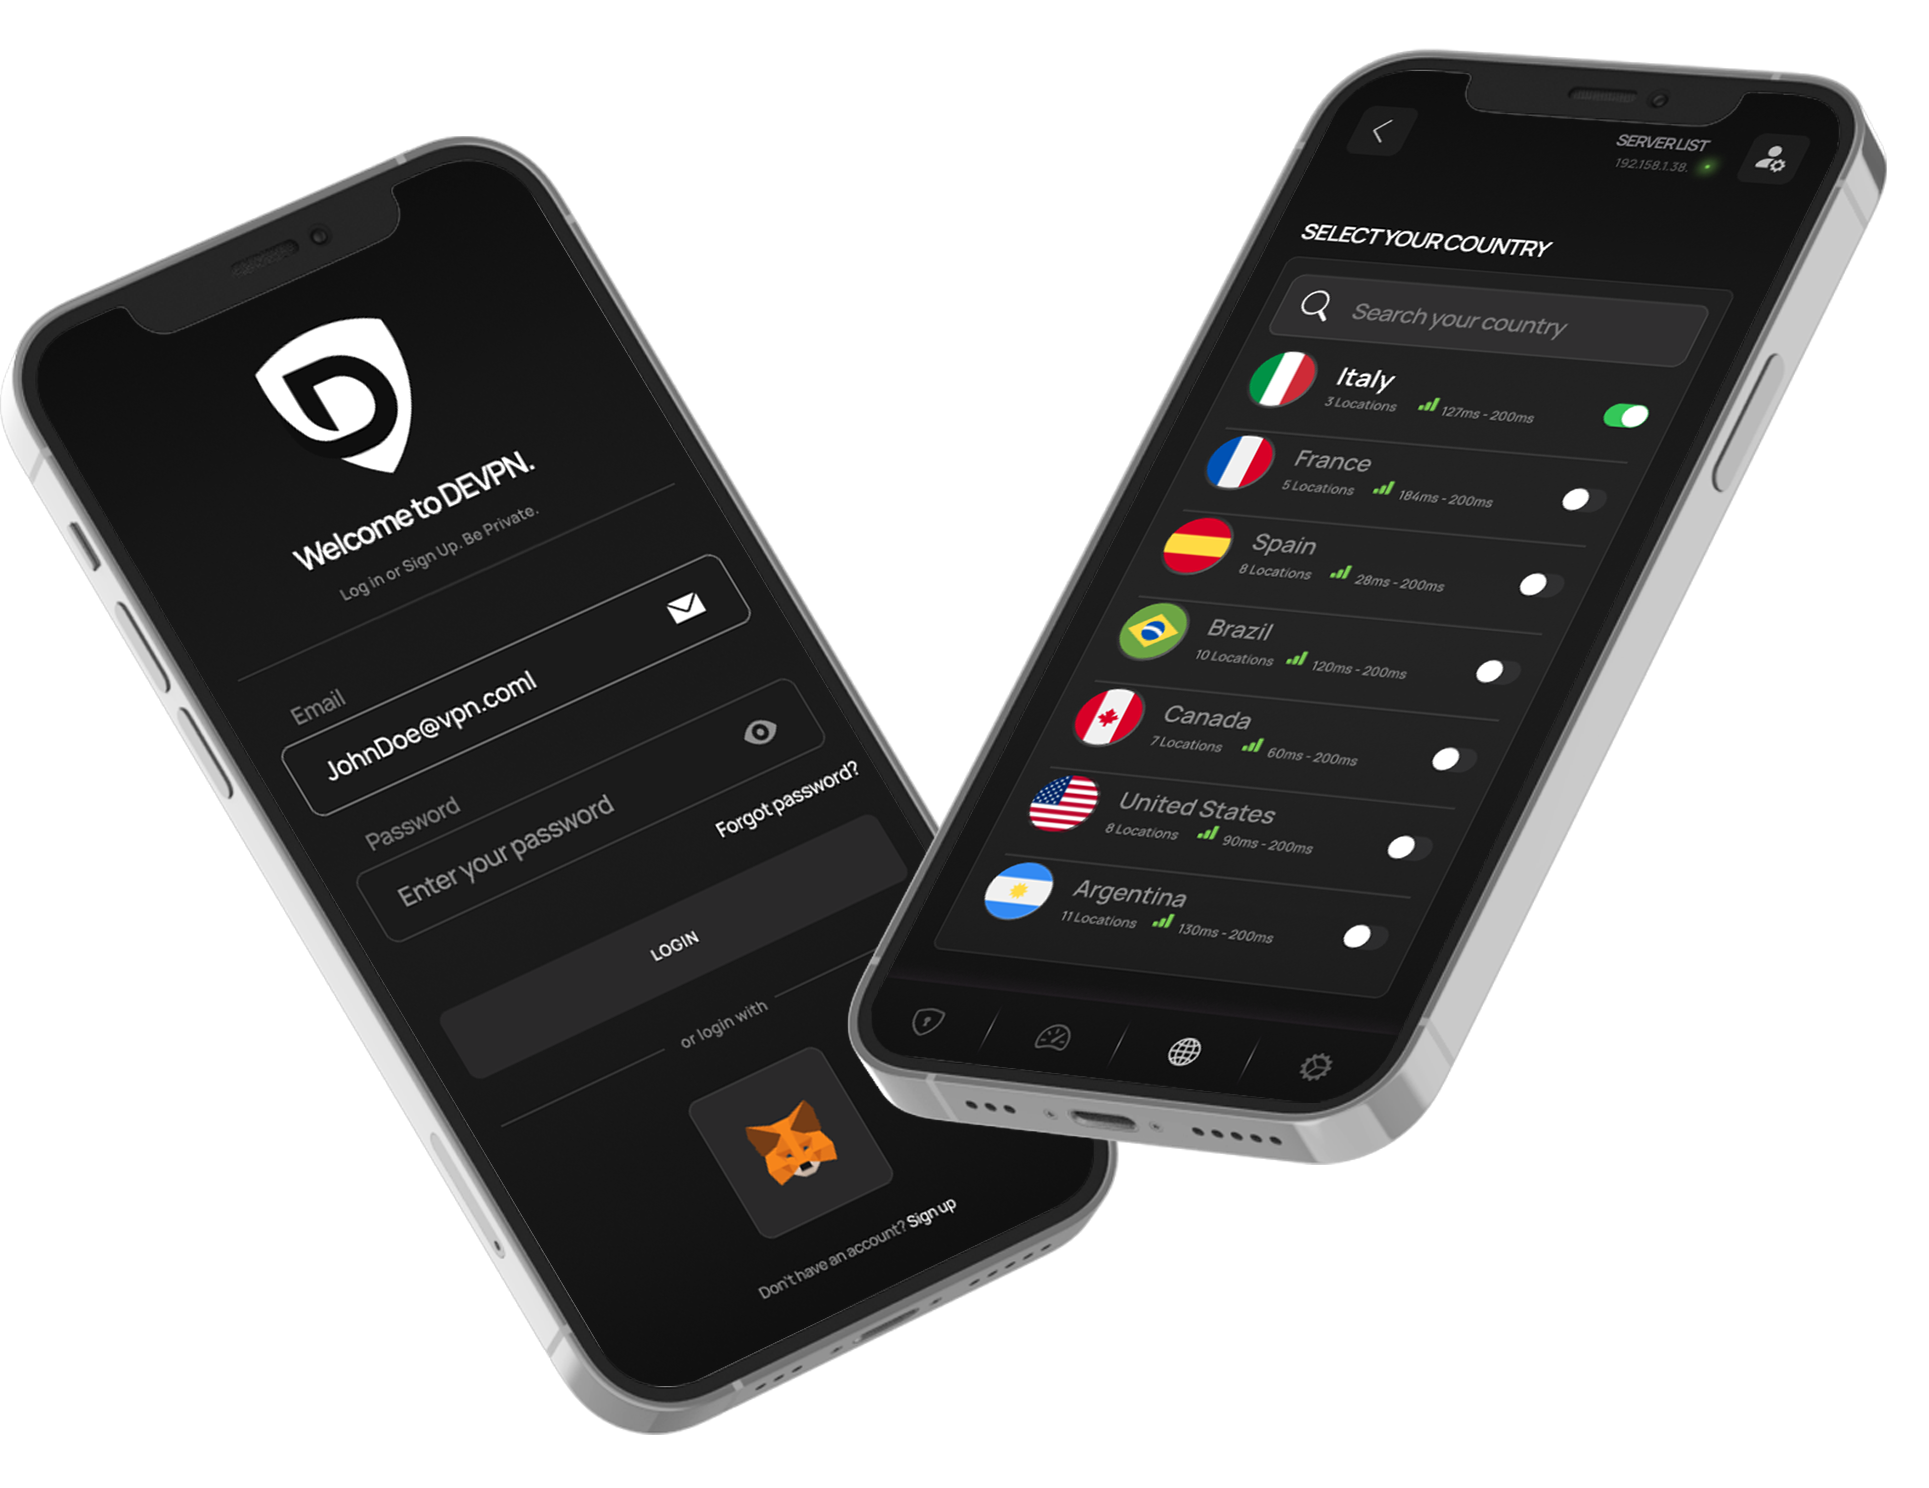 Welcome to DEVPN.
Log in or Sign Up. Be Private.
Email
JohnDoe@vpn.coml
Password
Enter your password
Forgot password?
LOGIN
or login with
Don't have an account? Sign up
SERVER LIST
192.158.1.38.
SELECT YOUR COUNTRY
Search your country
Italy
3 Locations 127ms - 200ms
France
5 Locations 184ms - 200ms
Spain
8 Locations 28ms - 200ms
Brazil
10 Locations 120ms - 200ms
Canada
7 Locations 60ms - 200ms
United States
8 Locations 90ms - 200ms
Argentina
11 Locations 130ms - 200ms